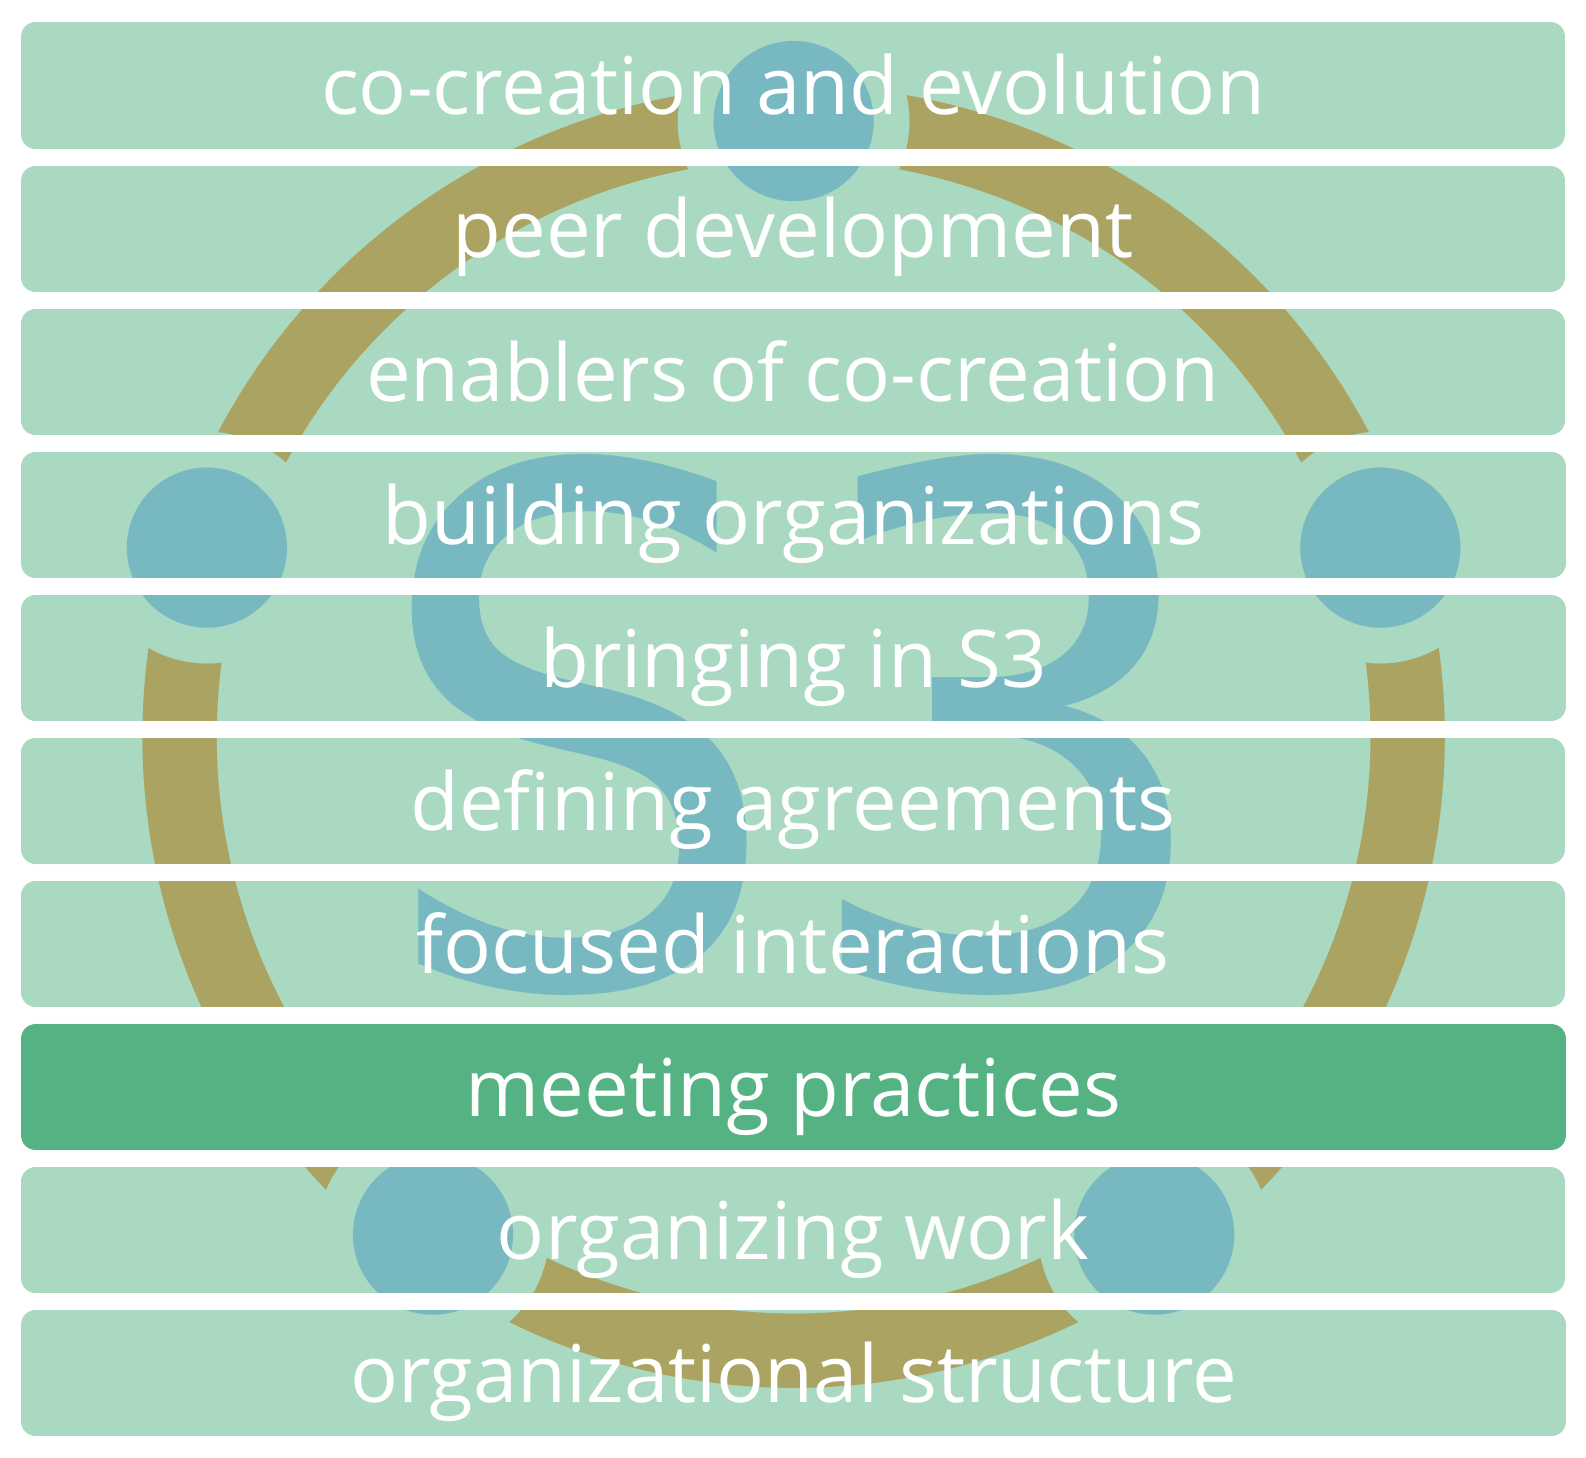 co-creation and evolution
peer development
enablers of co-creation
building organizations
bringing in S3
defining agreements
focused interactions
meeting practices
organizing work
organizational structure
S3